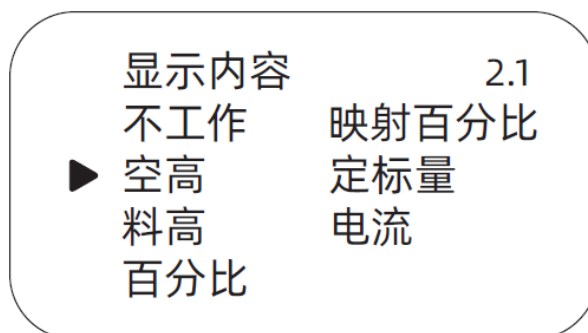 显示内容 2.1
不工作 映射百分比
空高 定标量
料高 电流
百分比